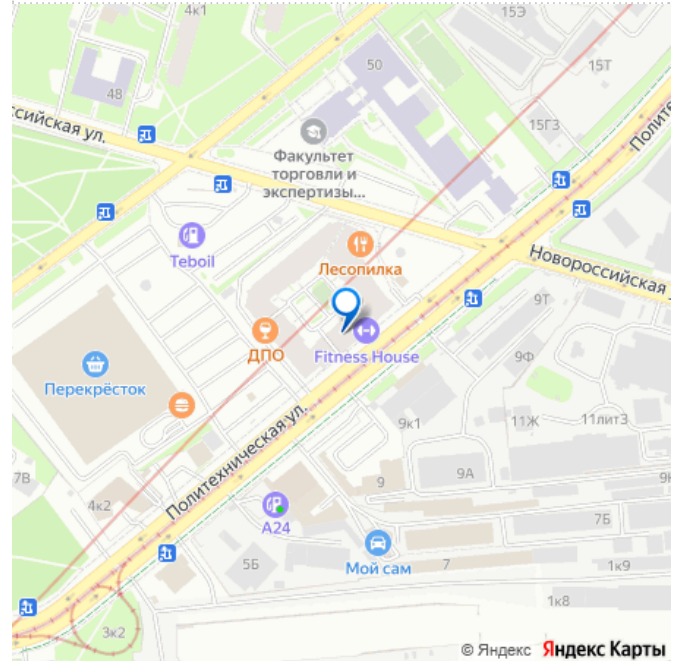 4к1
15Э
50
15Т
48
ссийская ул.
15Г3
Полите
Факультет
торговли и
экспертизы...
Teboil
Лесопилка
Новороссийская
9Т
ДПО
Fitness House
9Ф
Перекрёсток
Политехническая ул.
9к1
11Ж
11лит3
7В
9
9А
9
4к2
А24
7Б
5Б
Мой сам
7
1к9
1к8
3к2
© Яндекс Яндекс Карты